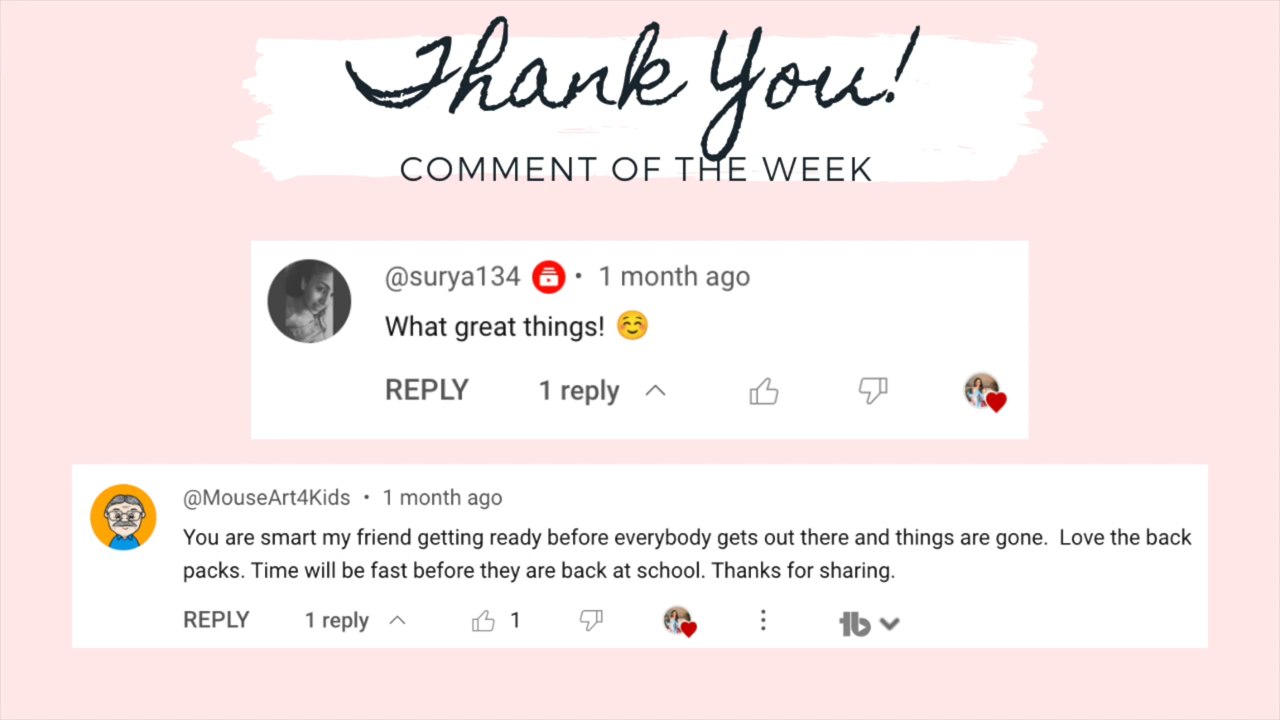 Thank You!
COMMENT OF THE WEEK
@surya134 • 1 month ago
What great things! ☺️
REPLY 1 reply
@MouseArt4Kids • 1 month ago
You are smart my friend getting ready before everybody gets out there and things are gone.  Love the back
packs. Time will be fast before they are back at school. Thanks for sharing.
REPLY 1 reply 1
tb